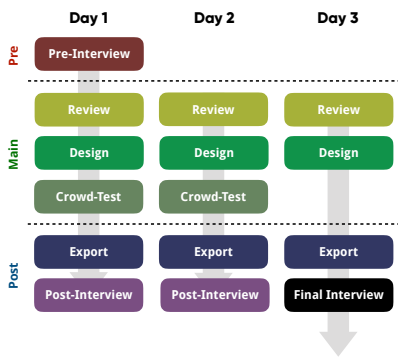 Day 1 Day 2 Day 3
Pre
Pre-Interview
Main
Review Review Review
Design Design Design
Crowd-Test Crowd-Test
Post
Export Export Export
Post-Interview Post-Interview Final Interview